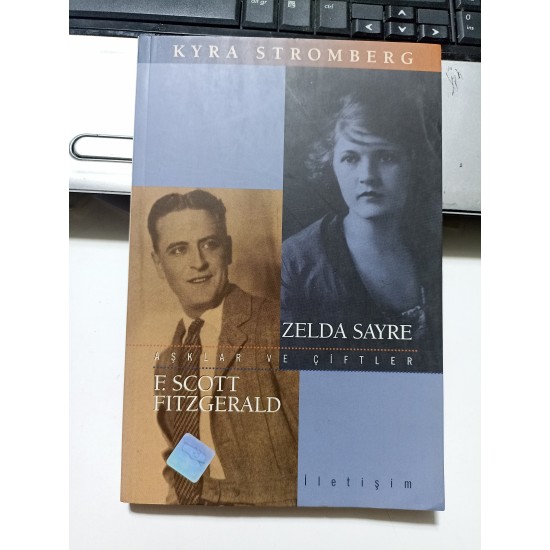 KYRA STROMBERG
ZELDA SAYRE
AŞKLAR VE ÇİFTLER
F. SCOTT
FITZGERALD
İletişim